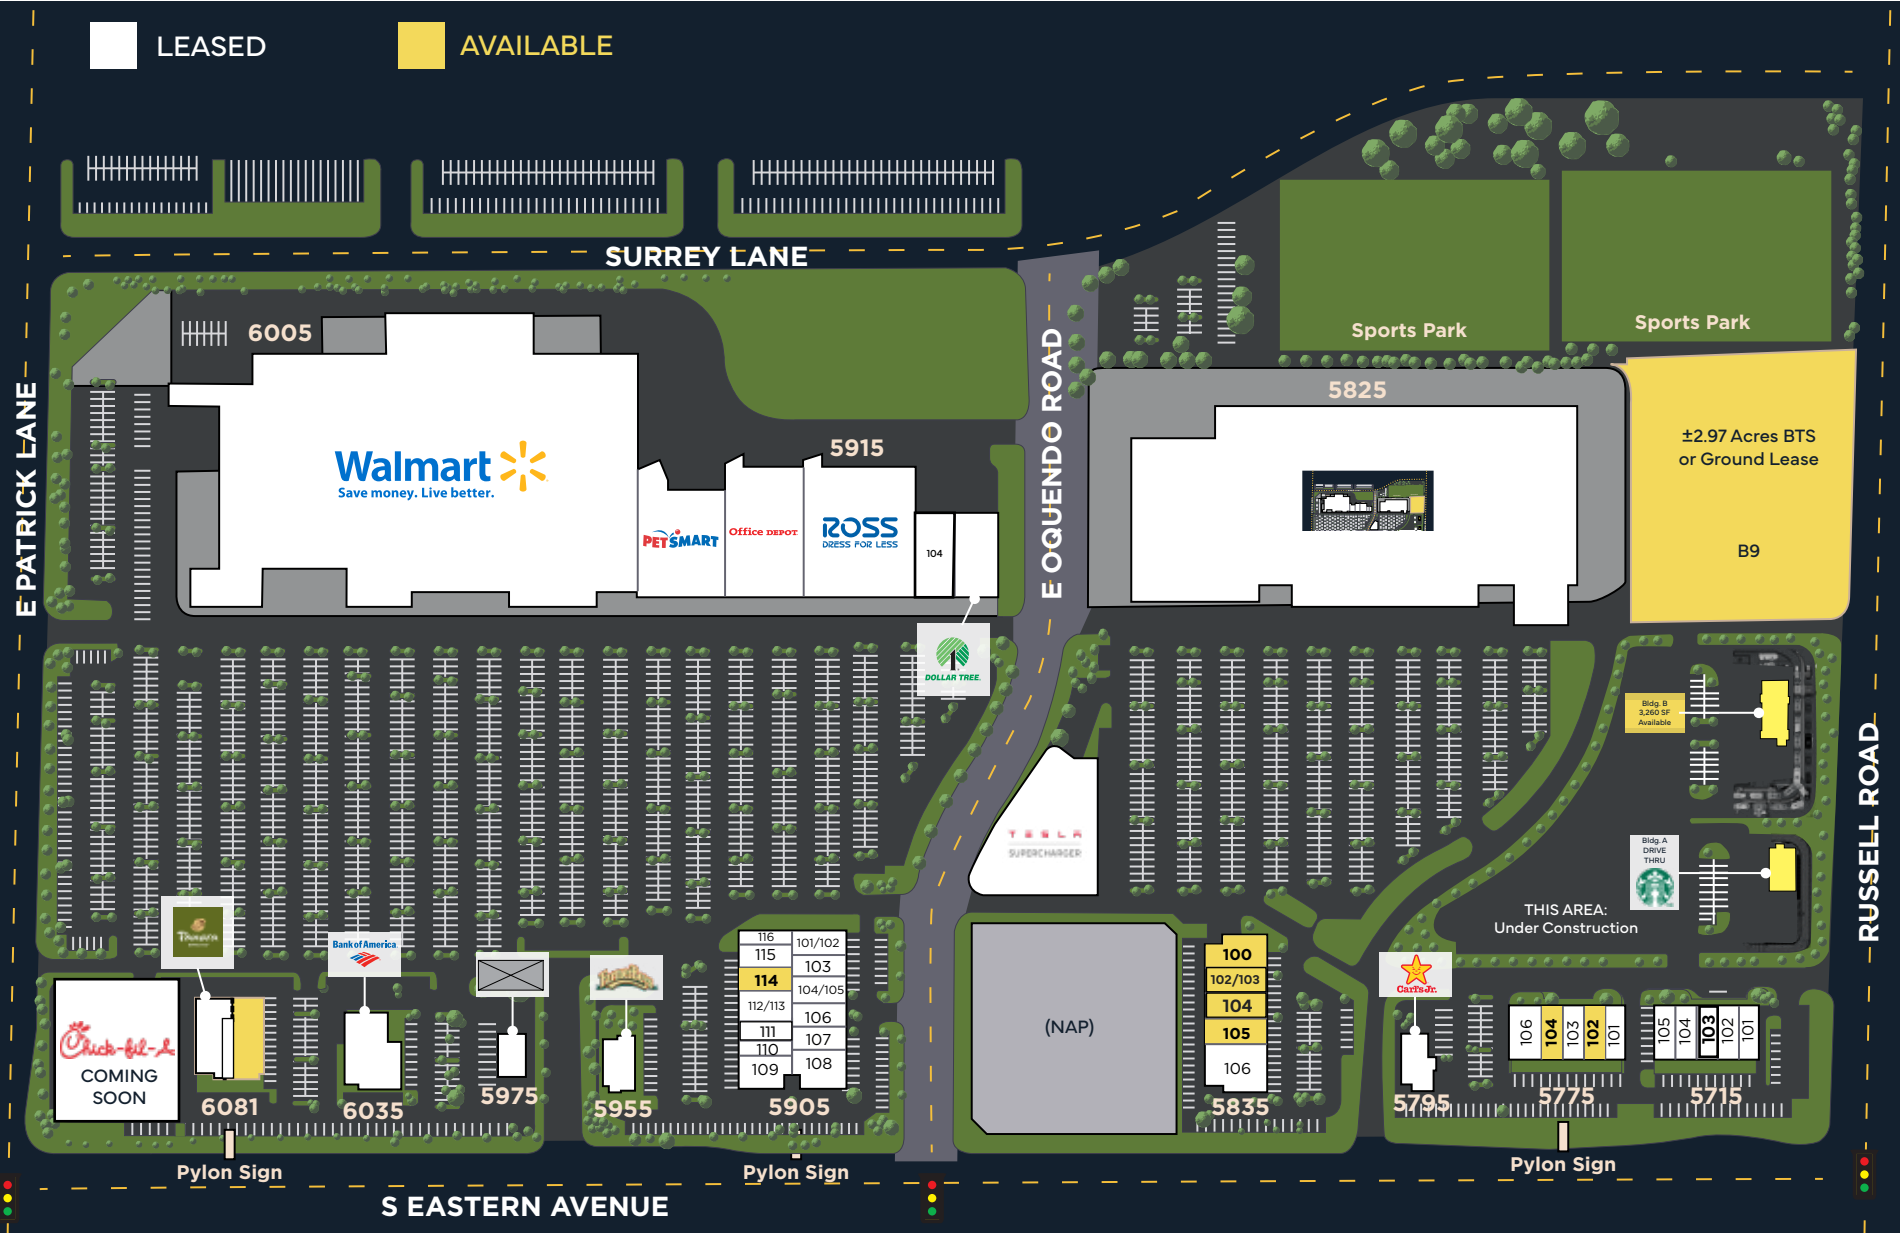 LEASED
AVAILABLE
SURREY LANE
E PATRICK LANE
E OQUENDO ROAD
RUSSELL ROAD
S EASTERN AVENUE
Sports Park
Sports Park
6005
Walmart
Save money. Live better.
5915
PETSMART
Office DEPOT
ROSS
DRESS FOR LESS
104
DOLLAR TREE.
5825
±2.97 Acres BTS
or Ground Lease
B9
Bldg. B
3,260 SF
Available
Bldg. A
DRIVE
THRU
THIS AREA:
Under Construction
TESLA
SUPERCHARGER
Chick-fil-A
COMING
SOON
6081
Bank of America
6035
5975
5955
116
115
114
112/113
111
110
109
101/102
103
104/105
106
107
108
5905
(NAP)
100
102/103
104
105
106
5835
Carl's Jr.
5795
106
104
103
102
101
5775
105
104
103
102
101
5715
Pylon Sign
Pylon Sign
Pylon Sign